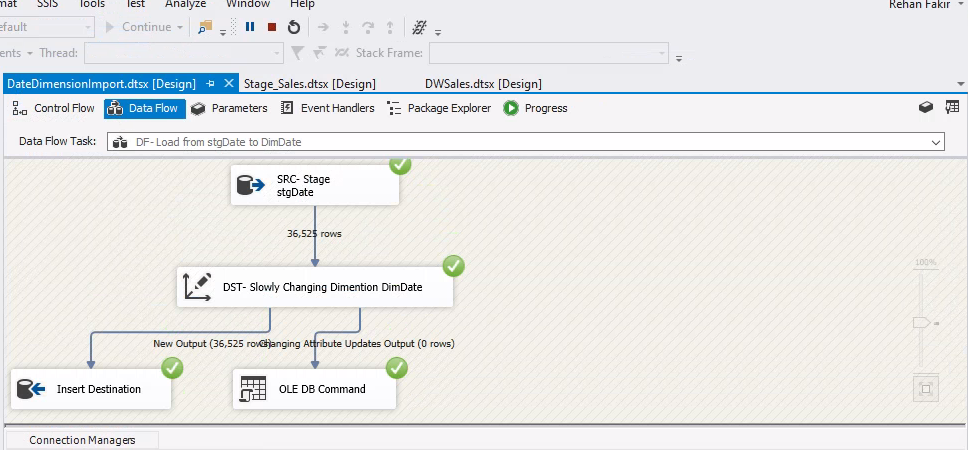 mat SSIS Tools Test Analyze Window Help Rehan Fakir
efault Continue
ents Thread: Stack Frame:
DateDimensionImport.dtsx [Design] Stage_Sales.dtsx [Design] DWSales.dtsx [Design]
Control Flow Data Flow Parameters Event Handlers Package Explorer Progress
Data Flow Task: DF- Load from stgDate to DimDate
SRC- Stage
stgDate
36,525 rows
100%
DST- Slowly Changing Dimention DimDate
New Output (36,525 rows) Changing Attribute Updates Output (0 rows)
Insert Destination OLE DB Command
Connection Managers